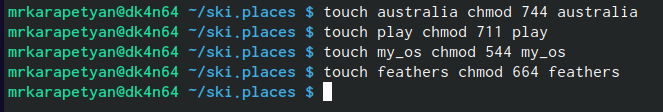 mrkarapetyan@dk4n64 ~/ski.places $ touch australia chmod 744 australia
mrkarapetyan@dk4n64 ~/ski.places $ touch play chmod 711 play
mrkarapetyan@dk4n64 ~/ski.places $ touch my_os chmod 544 my_os
mrkarapetyan@dk4n64 ~/ski.places $ touch feathers chmod 664 feathers
mrkarapetyan@dk4n64 ~/ski.places $